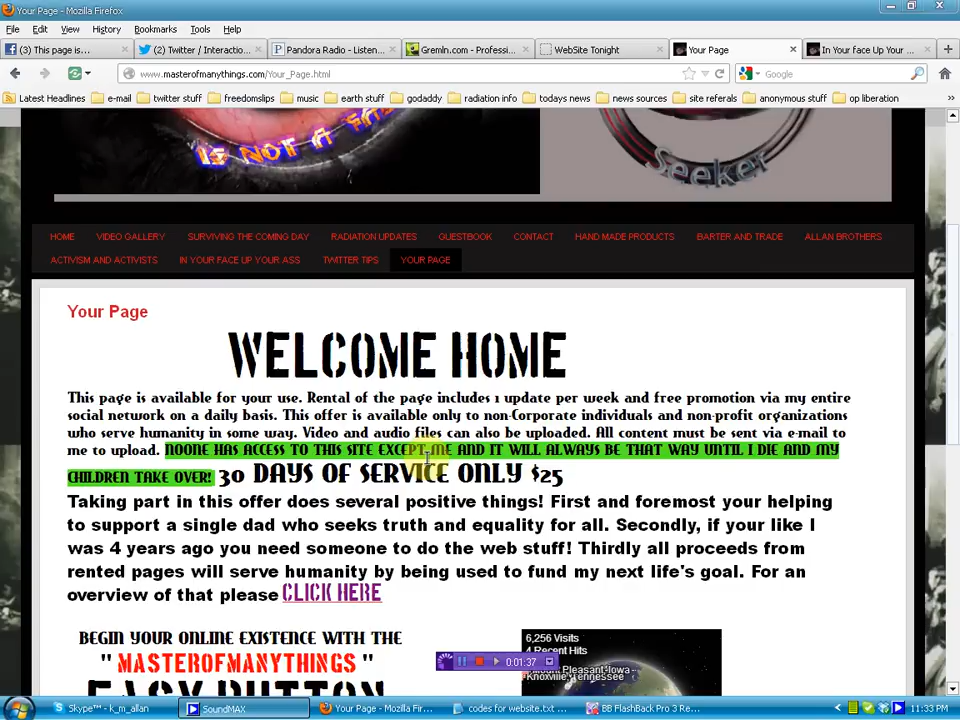 Your Page - Mozilla Firefox
File Edit View History Bookmarks Tools Help
(3) This page is...
(2) Twitter / Interactio...
Pandora Radio - Listen...
Gremln.com - Professi...
WebSite Tonight
Your Page
In Your face Up Your ...
www.masterofmanythings.com/Your_Page.html
Google
Latest Headlines e-mail twitter stuff freedomslips music earth stuff godaddy radiation info todays news news sources site referals anonymous stuff op liberation
IS NOT A
Seeker
HOME VIDEO GALLERY SURVIVING THE COMING DAY RADIATION UPDATES GUESTBOOK CONTACT HAND MADE PRODUCTS BARTER AND TRADE ALLAN BROTHERS
ACTIVISM AND ACTIVISTS IN YOUR FACE UP YOUR ASS TWITTER TIPS YOUR PAGE
Your Page
WELCOME HOME
This page is available for your use. Rental of the page includes 1 update per week and free promotion via my entire
social network on a daily basis. This offer is available only to non-Corporate individuals and non-profit organizations
who serve humanity in some way. Video and audio files can also be uploaded. All content must be sent via e-mail to
me to upload. NOONE HAS ACCESS TO THIS SITE EXCEPT ME AND IT WILL ALWAYS BE THAT WAY UNTIL I DIE AND MY
CHILDREN TAKE OVER! 30 DAYS OF SERVICE ONLY $25
Taking part in this offer does several positive things! First and foremost your helping
to support a single dad who seeks truth and equality for all. Secondly, if your like I
was 4 years ago you need someone to do the web stuff! Thirdly all proceeds from
rented pages will serve humanity by being used to fund my next life's goal. For an
overview of that please CLICK HERE
BEGIN YOUR ONLINE EXISTENCE WITH THE
" MASTEROFMANYTHINGS "
EASY BUTTON
6,256 Visits
4 Recent Hits
Mount Pleasant, Iowa
Knoxville, Tennessee
0:01:37
Skype™ - k_m_allan
SoundMAX
Your Page - Mozilla Fir...
codes for website.txt ...
BB FlashBack Pro 3 Re...
11:33 PM